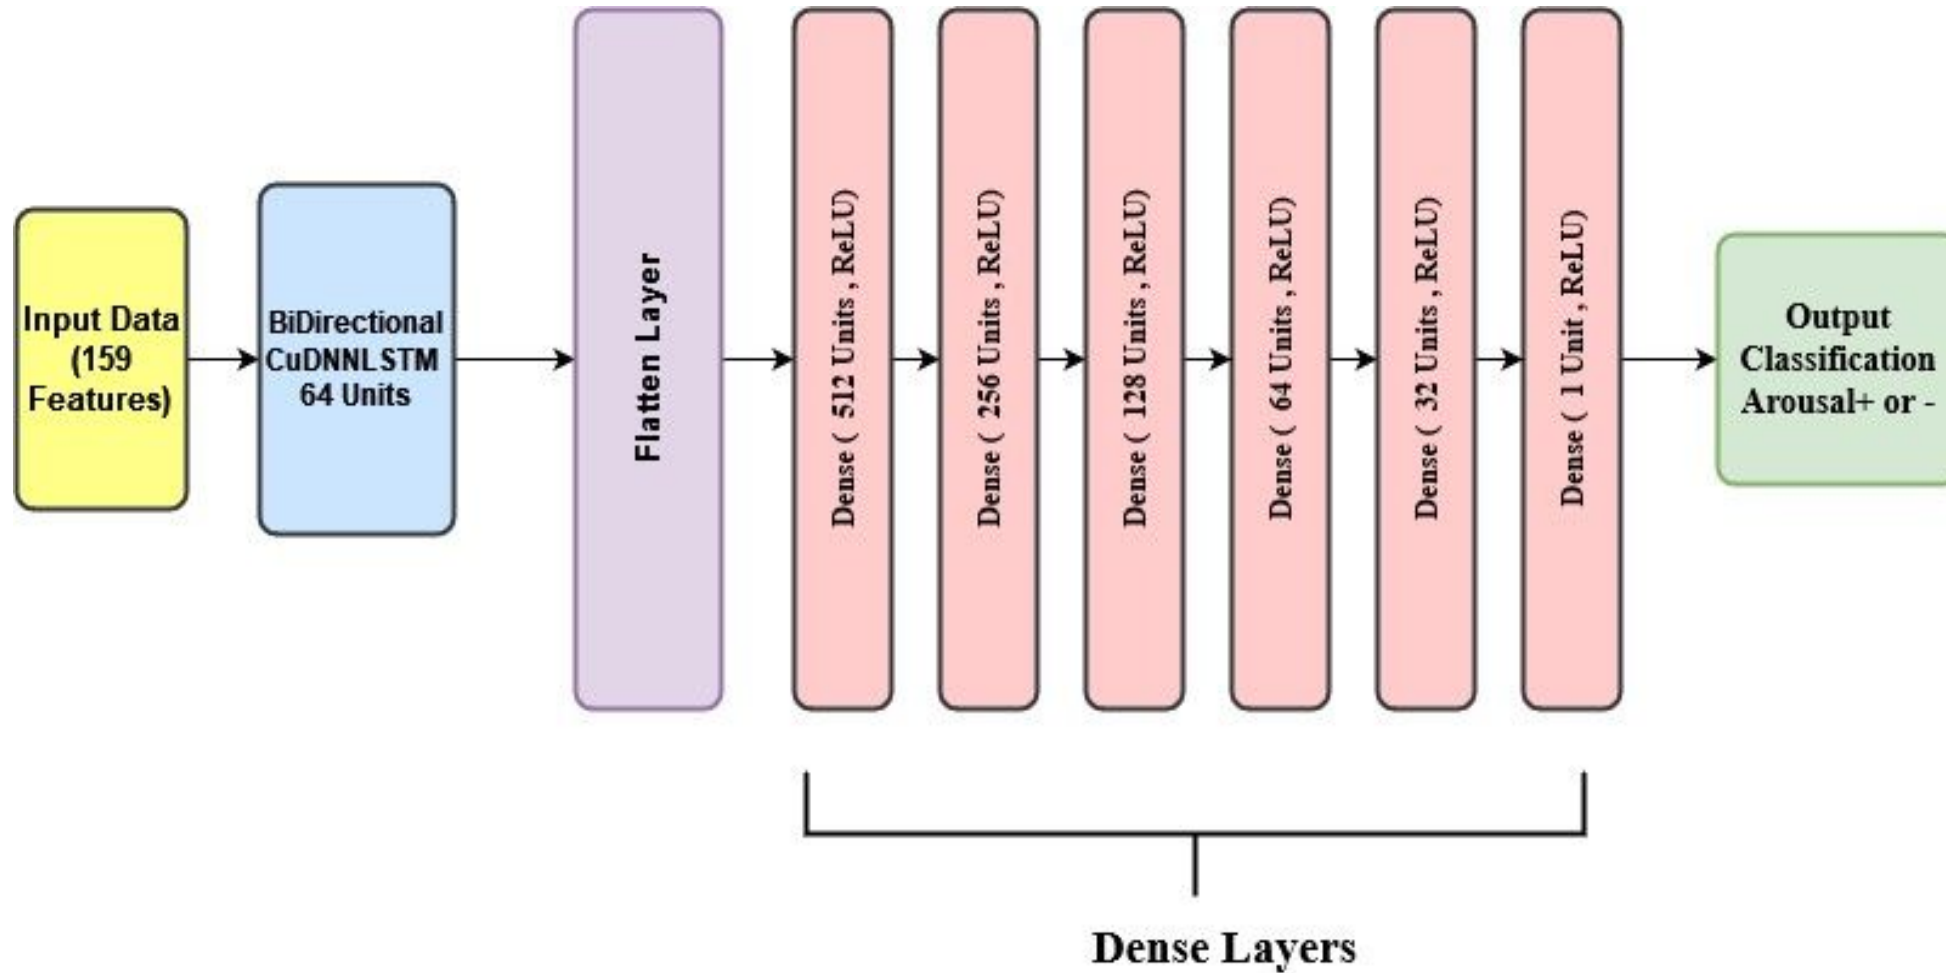 Input Data
(159
Features)
BiDirectional
CuDNNLSTM
64 Units
Flatten Layer
Dense ( 512 Units , ReLU)
Dense ( 256 Units, ReLU)
Dense ( 128 Units, ReLU)
Dense ( 64 Units , ReLU)
Dense ( 32 Units, ReLU)
Dense ( 1 Unit , ReLU)
Output
Classification
Arousal+ or -
Dense Layers